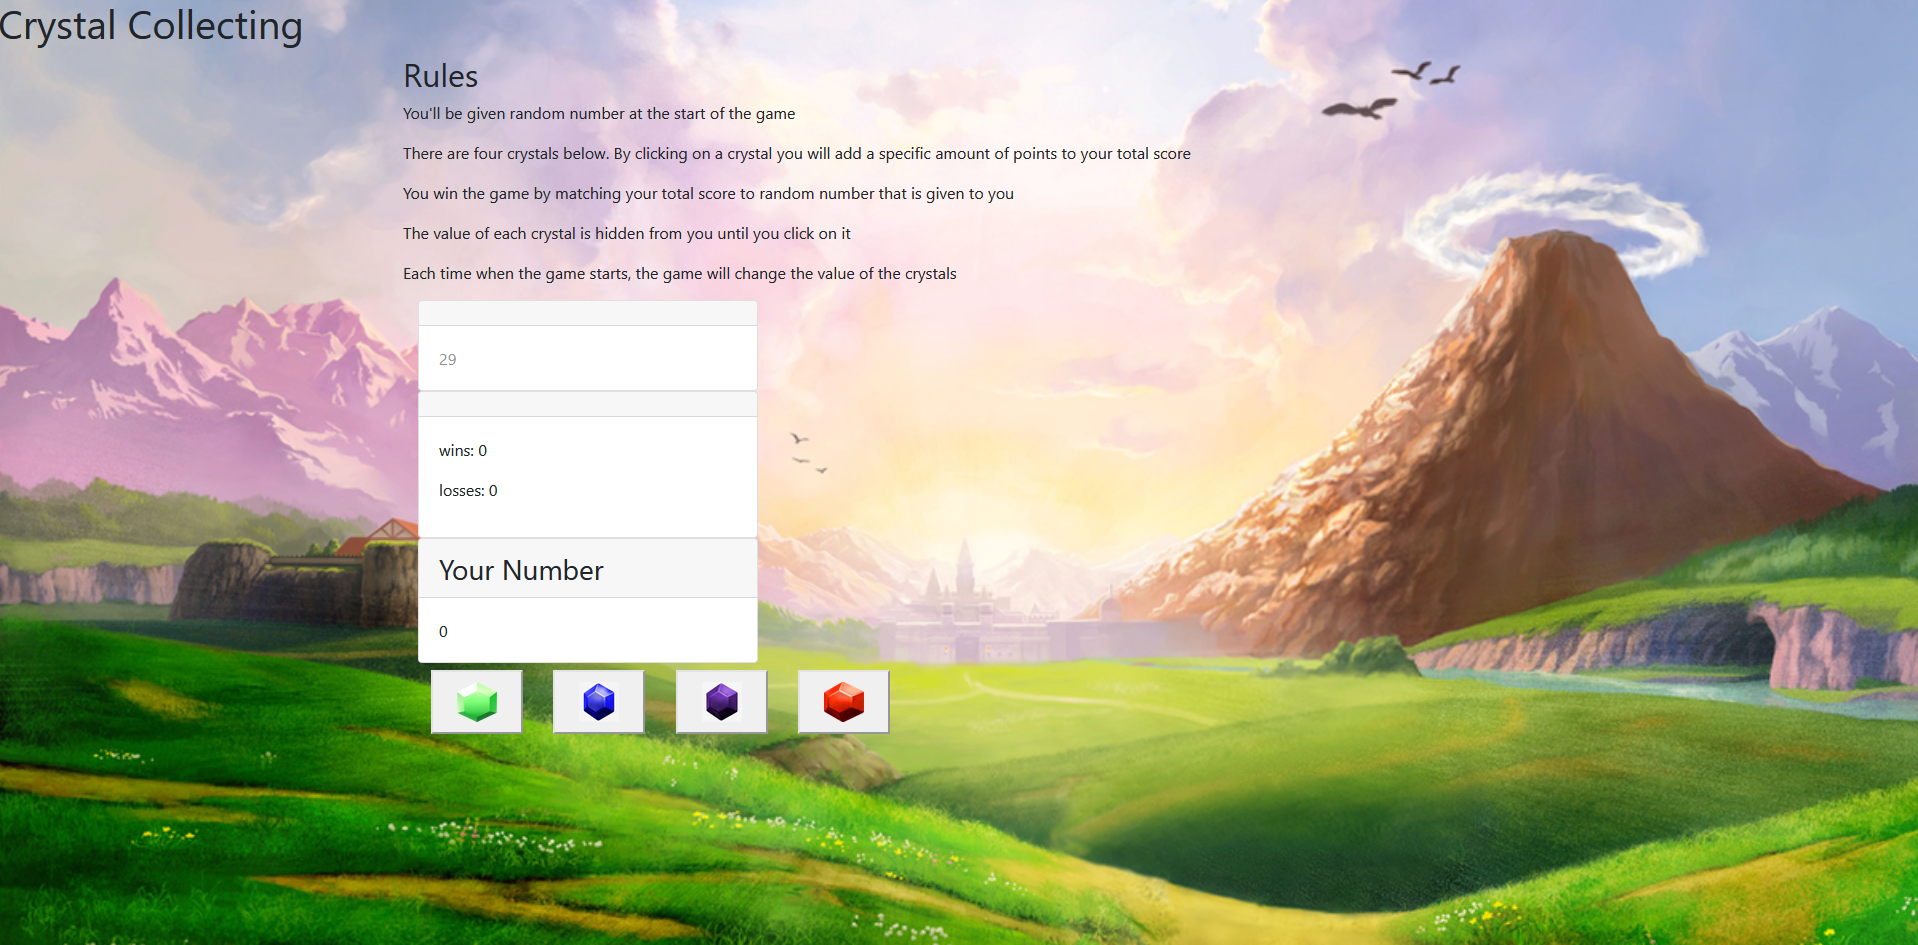 Crystal Collecting
Rules
You'll be given random number at the start of the game
There are four crystals below. By clicking on a crystal you will add a specific amount of points to your total score
You win the game by matching your total score to random number that is given to you
The value of each crystal is hidden from you until you click on it
Each time when the game starts, the game will change the value of the crystals
29
wins: 0
losses: 0
Your Number
0